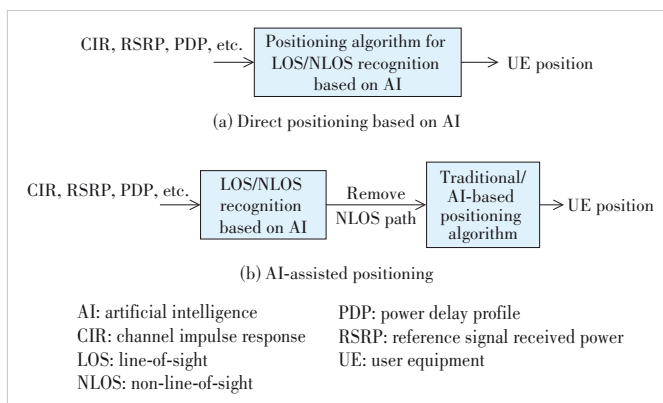 CIR, RSRP, PDP, etc.
Positioning algorithm for
LOS/NLOS recognition
based on AI
UE position
(a) Direct positioning based on AI
CIR, RSRP, PDP, etc.
LOS/NLOS
recognition
based on AI
Remove
NLOS path
Traditional/
AI-based
positioning
algorithm
UE position
(b) AI-assisted positioning
AI: artificial intelligence
CIR: channel impulse response
LOS: line-of-sight
NLOS: non-line-of-sight
PDP: power delay profile
RSRP: reference signal received power
UE: user equipment